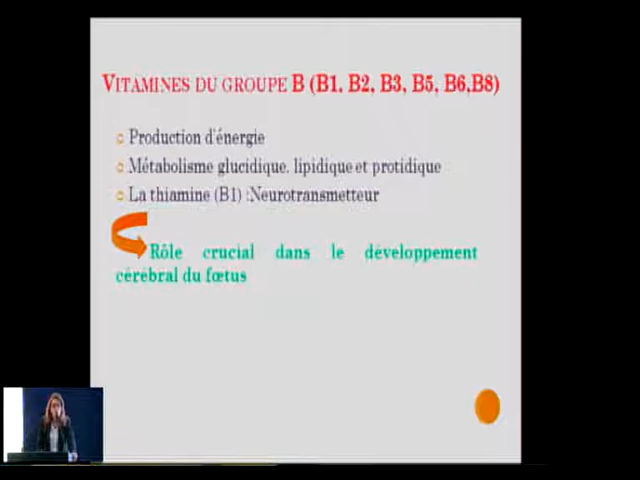 VITAMINES DU GROUPE B (B1, B2, B3, B5, B6,B8)
Production d'énergie
Métabolisme glucidique, lipidique et protidique
La thiamine (B1) :Neurotransmetteur
Rôle crucial dans le développement
cérébral du fœtus